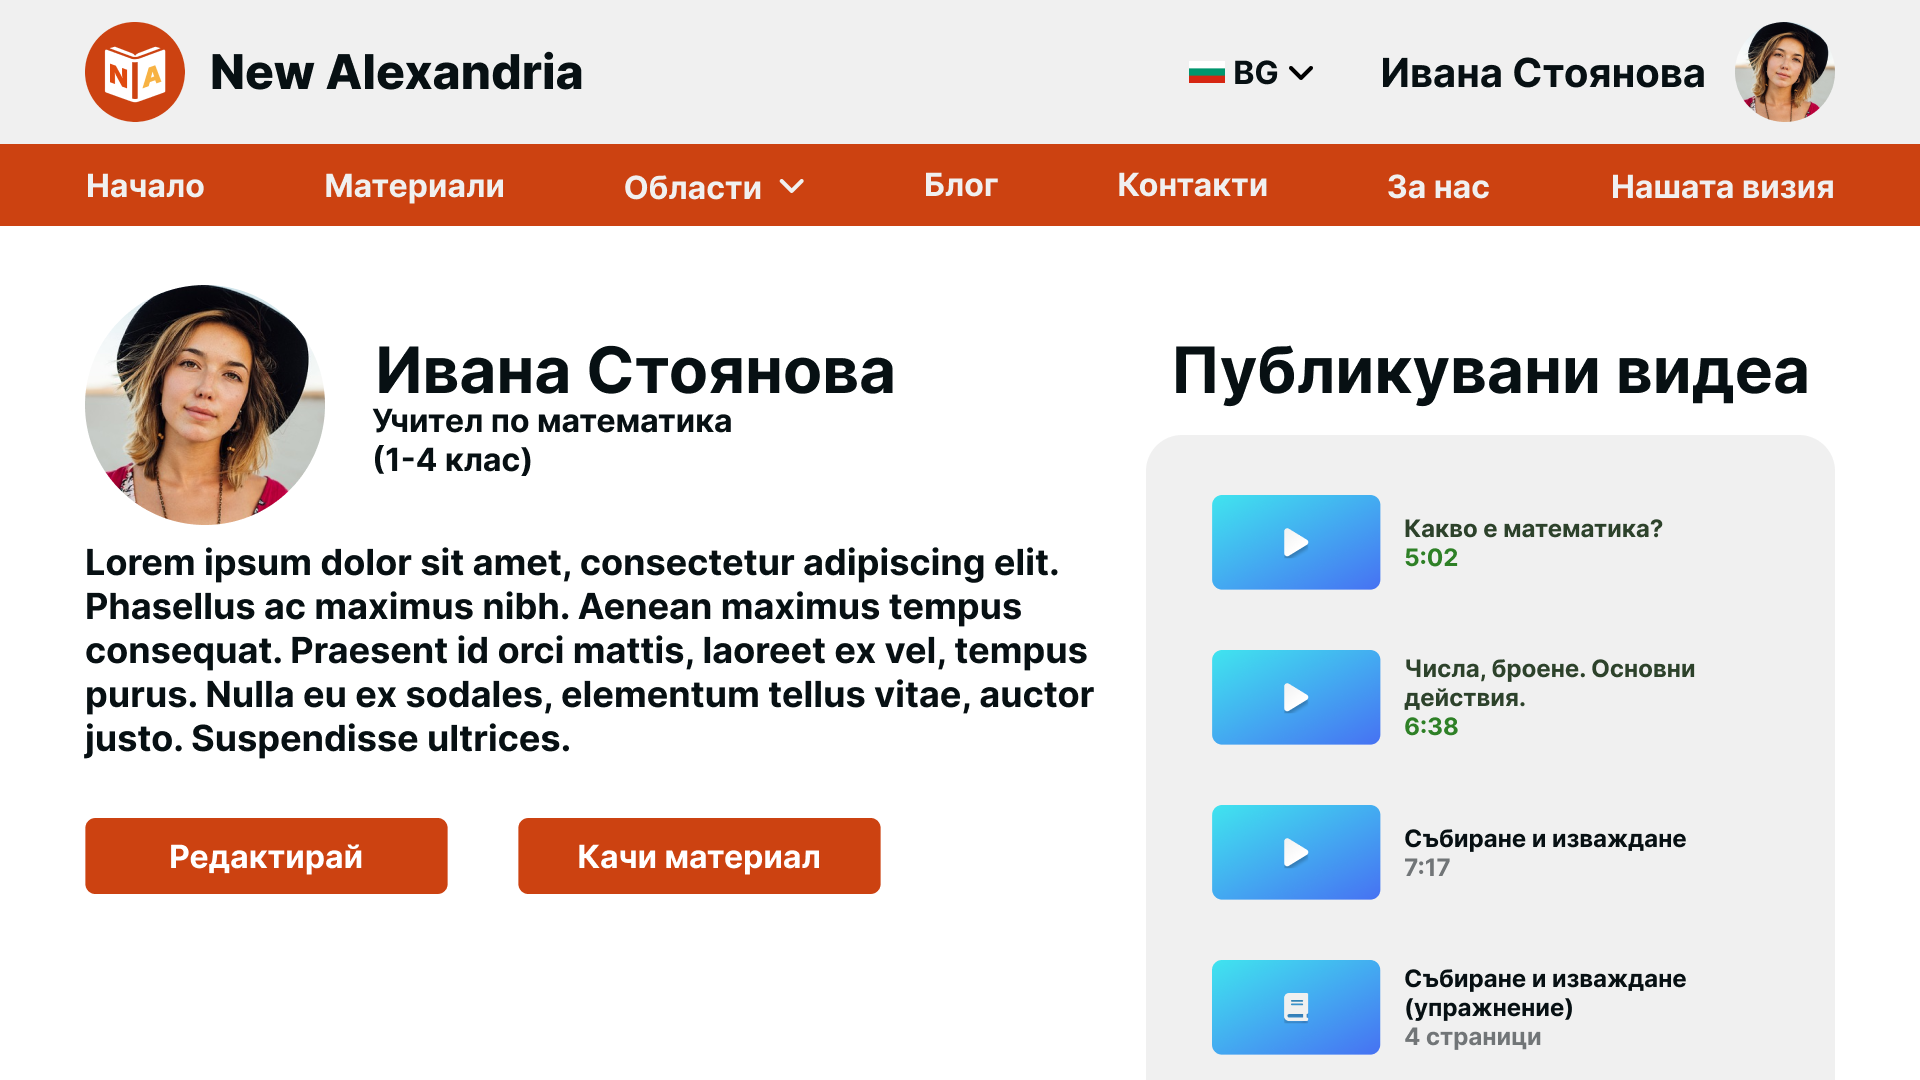 NA
New Alexandria
BG
Ивана Стоянова
Начало
Материали
Области
Блог
Контакти
За нас
Нашата визия
Ивана Стоянова
Учител по математика
(1-4 клас)
Lorem ipsum dolor sit amet, consectetur adipiscing elit.
Phasellus ac maximus nibh. Aenean maximus tempus
consequat. Praesent id orci mattis, laoreet ex vel, tempus
purus. Nulla eu ex sodales, elementum tellus vitae, auctor
justo. Suspendisse ultrices.
Редактирай
Качи материал
Публикувани видеа
Какво е математика?
5:02
Числа, броене. Основни
действия.
6:38
Събиране и изваждане
7:17
Събиране и изваждане
(упражнение)
4 страници